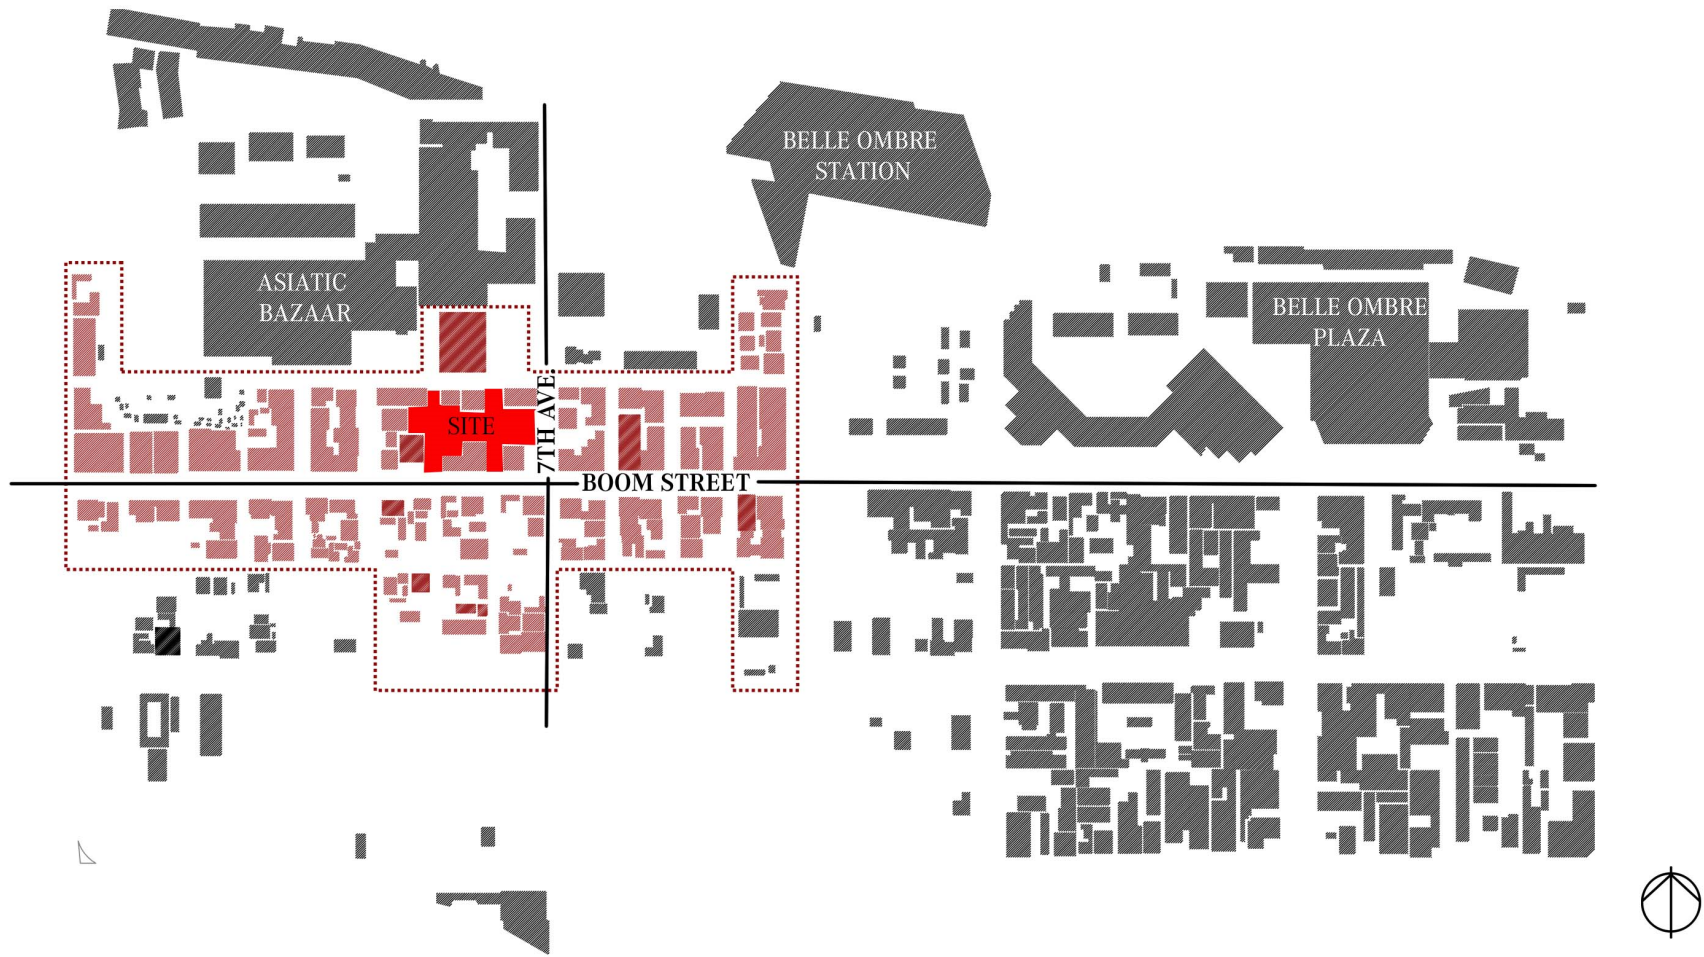 BELLE OMBRE
STATION
ASIATIC
BAZAAR
BELLE OMBRE
PLAZA
SITE
7TH AVE.
BOOM STREET